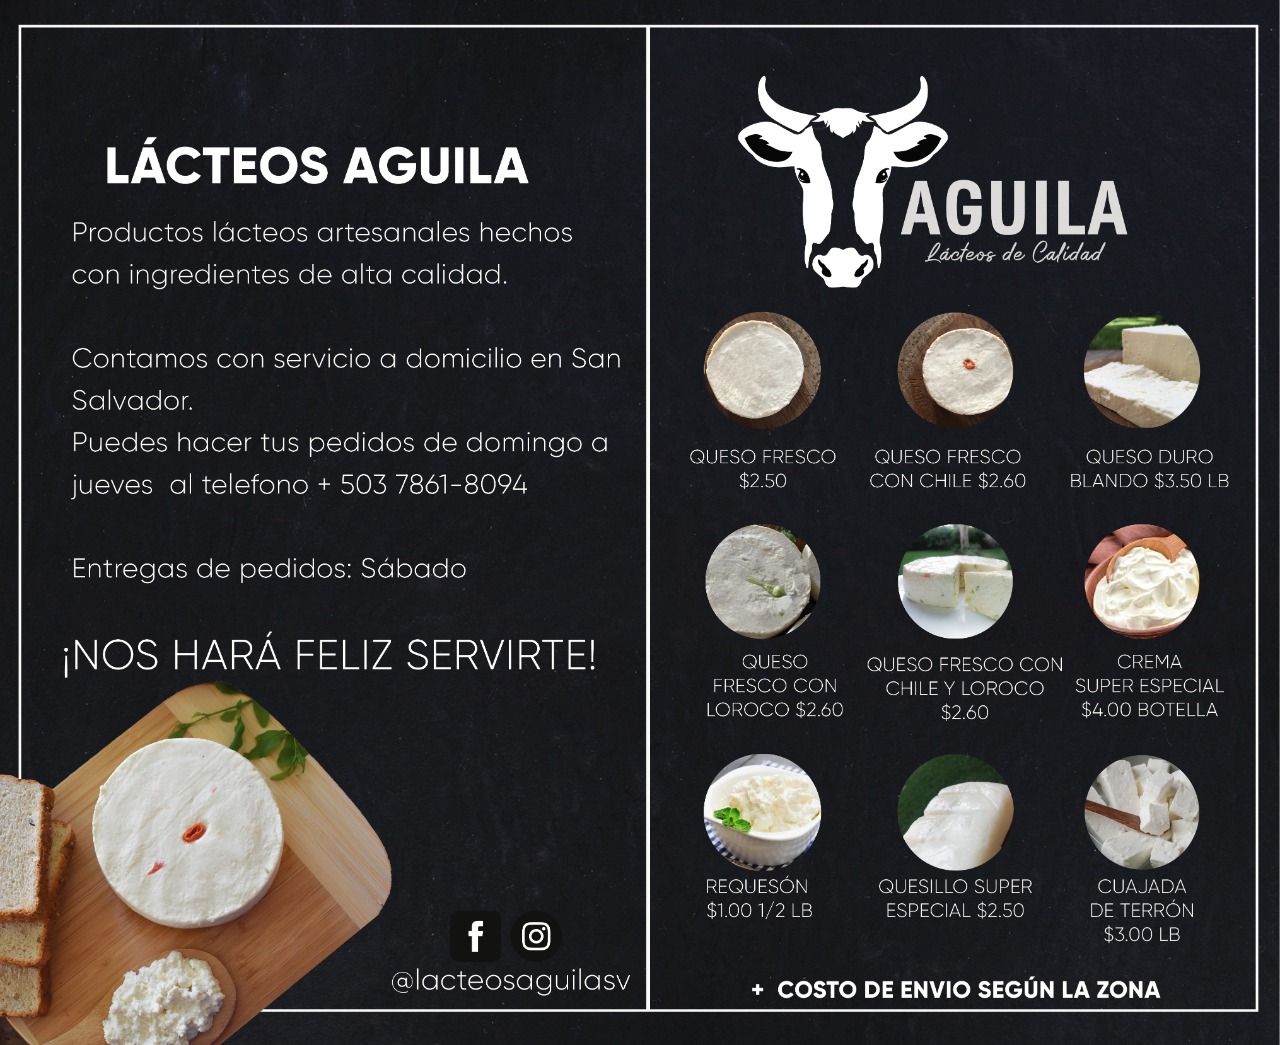 LÁCTEOS AGUILA
Productos lácteos artesanales hechos
con ingredientes de alta calidad.
Contamos con servicio a domicilio en San
Salvador.
Puedes hacer tus pedidos de domingo a
jueves al telefono + 503 7861-8094
Entregas de pedidos: Sábado
¡NOS HARÁ FELIZ SERVIRTE!
@lacteosaguilasv
AGUILA
Lácteos de Calidad
QUESO FRESCO
$2.50
QUESO FRESCO
CON CHILE $2.60
QUESO DURO
BLANDO $3.50 LB
QUESO
FRESCO CON
LOROCO $2.60
QUESO FRESCO CON
CHILE Y LOROCO
$2.60
CREMA
SUPER ESPECIAL
$4.00 BOTELLA
REQUESÓN
$1.00 1/2 LB
QUESILLO SUPER
ESPECIAL $2.50
CUAJADA
DE TERRÓN
$3.00 LB
+ COSTO DE ENVIO SEGÚN LA ZONA